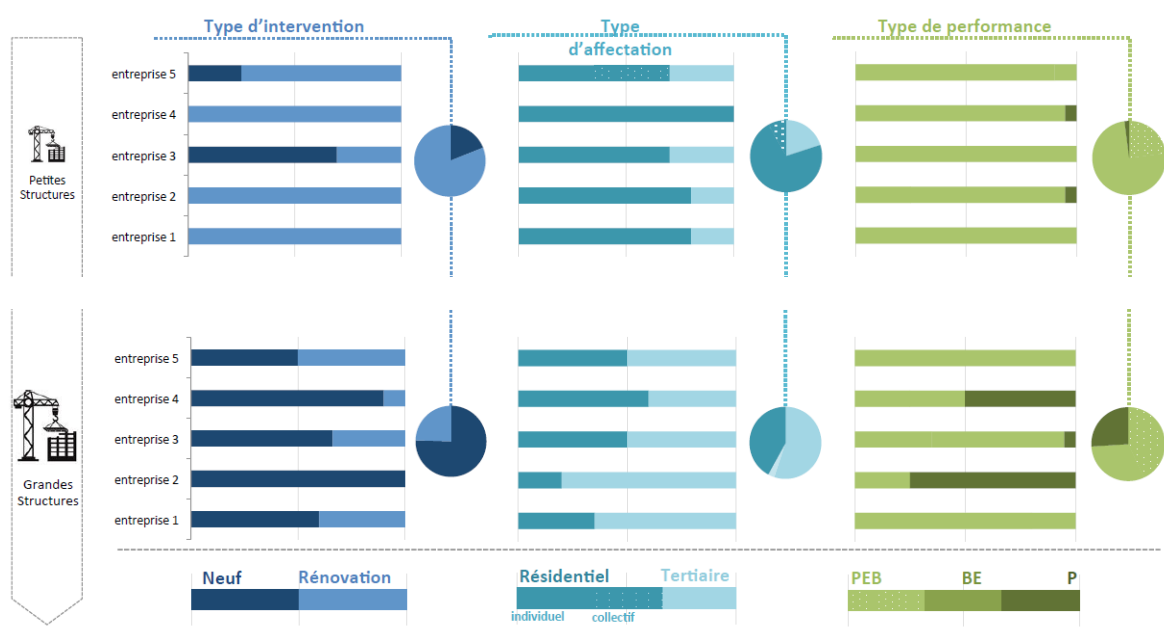 Type d'intervention
Type
d'affectation
Type de performance
entreprise 5
entreprise 4
entreprise 3
entreprise 2
entreprise 1
Petites
Structures
entreprise 5
entreprise 4
entreprise 3
entreprise 2
entreprise 1
Grandes
Structures
Neuf
Rénovation
Résidentiel
Tertiaire
individuel
collectif
PEB
BE
P